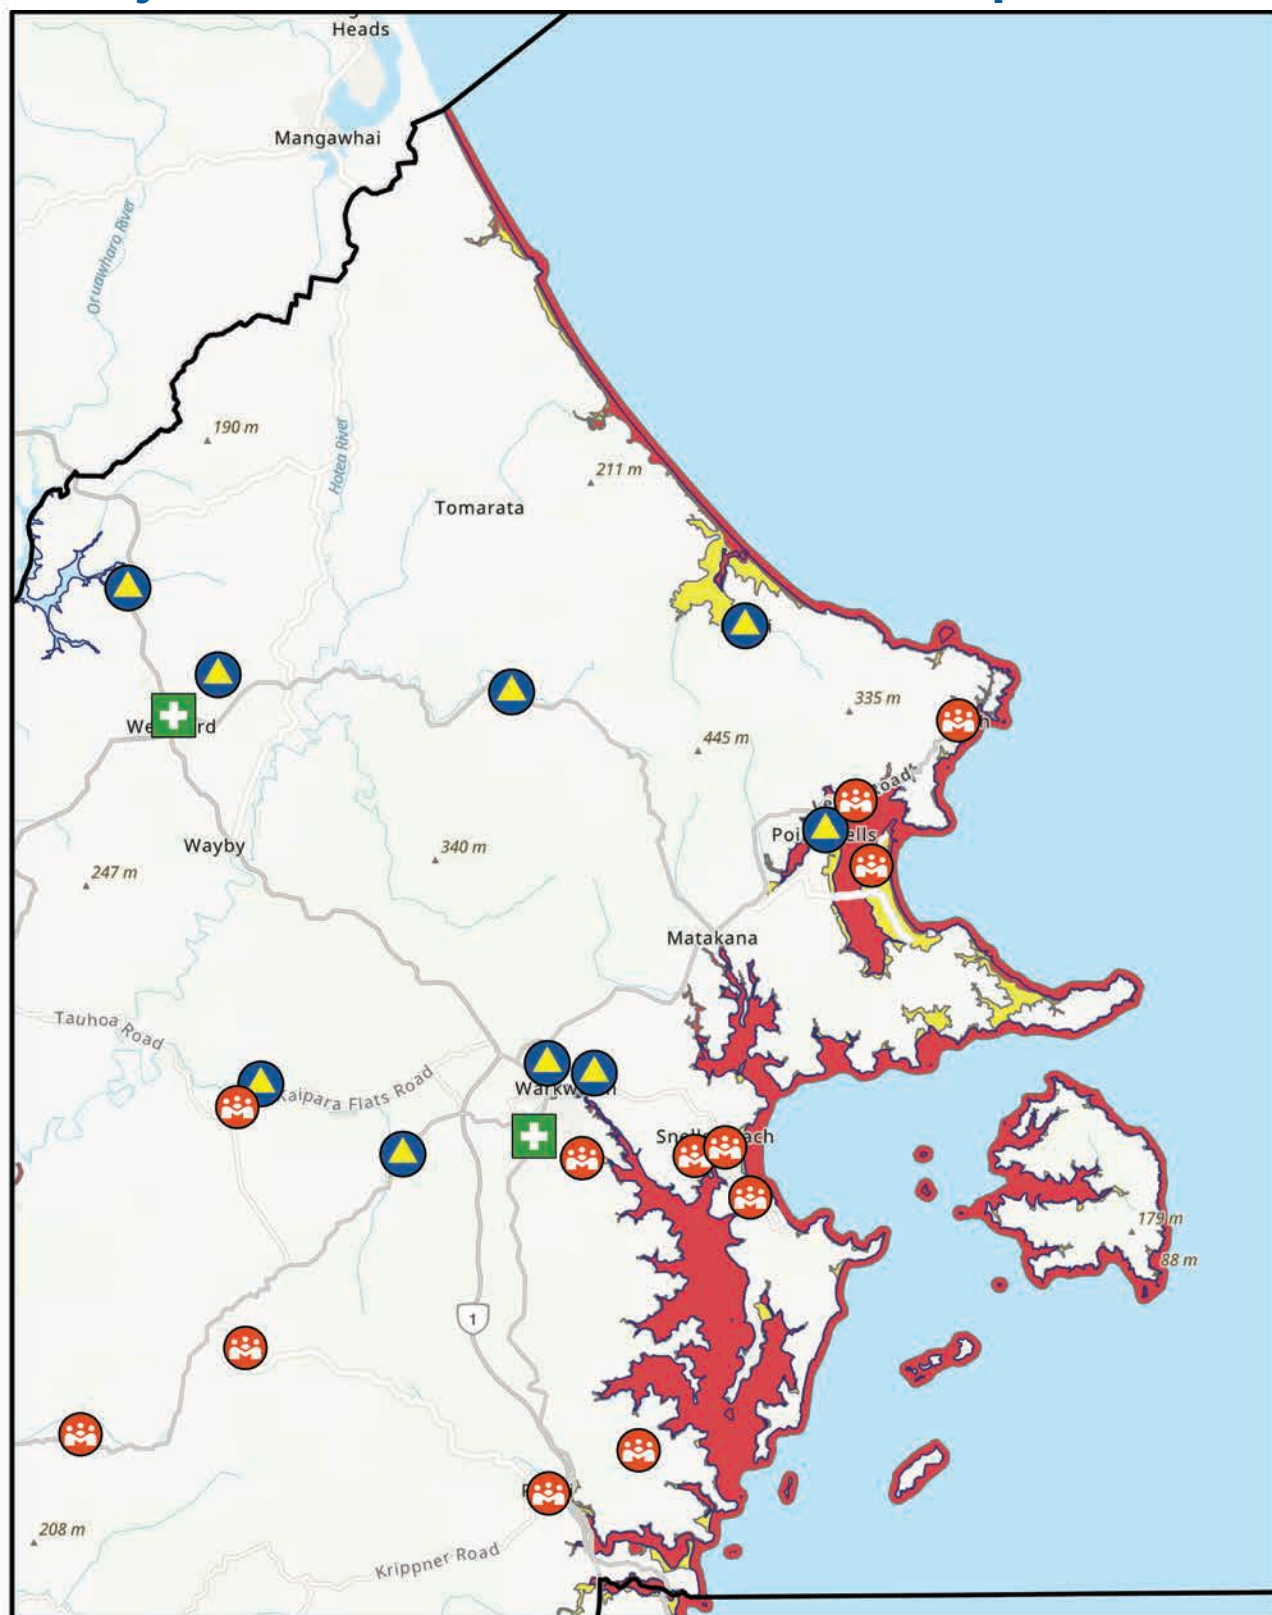 Heads
Mangawhai
Oruawharo River
190 m
Hotea River
211 m
Tomarata
335 m
445 m
Road
Wayby
340 m
247 m
Matakana
Tauhoa Road
Kaipara Flats Road
179 m
88 m
1
208 m
Krippner Road